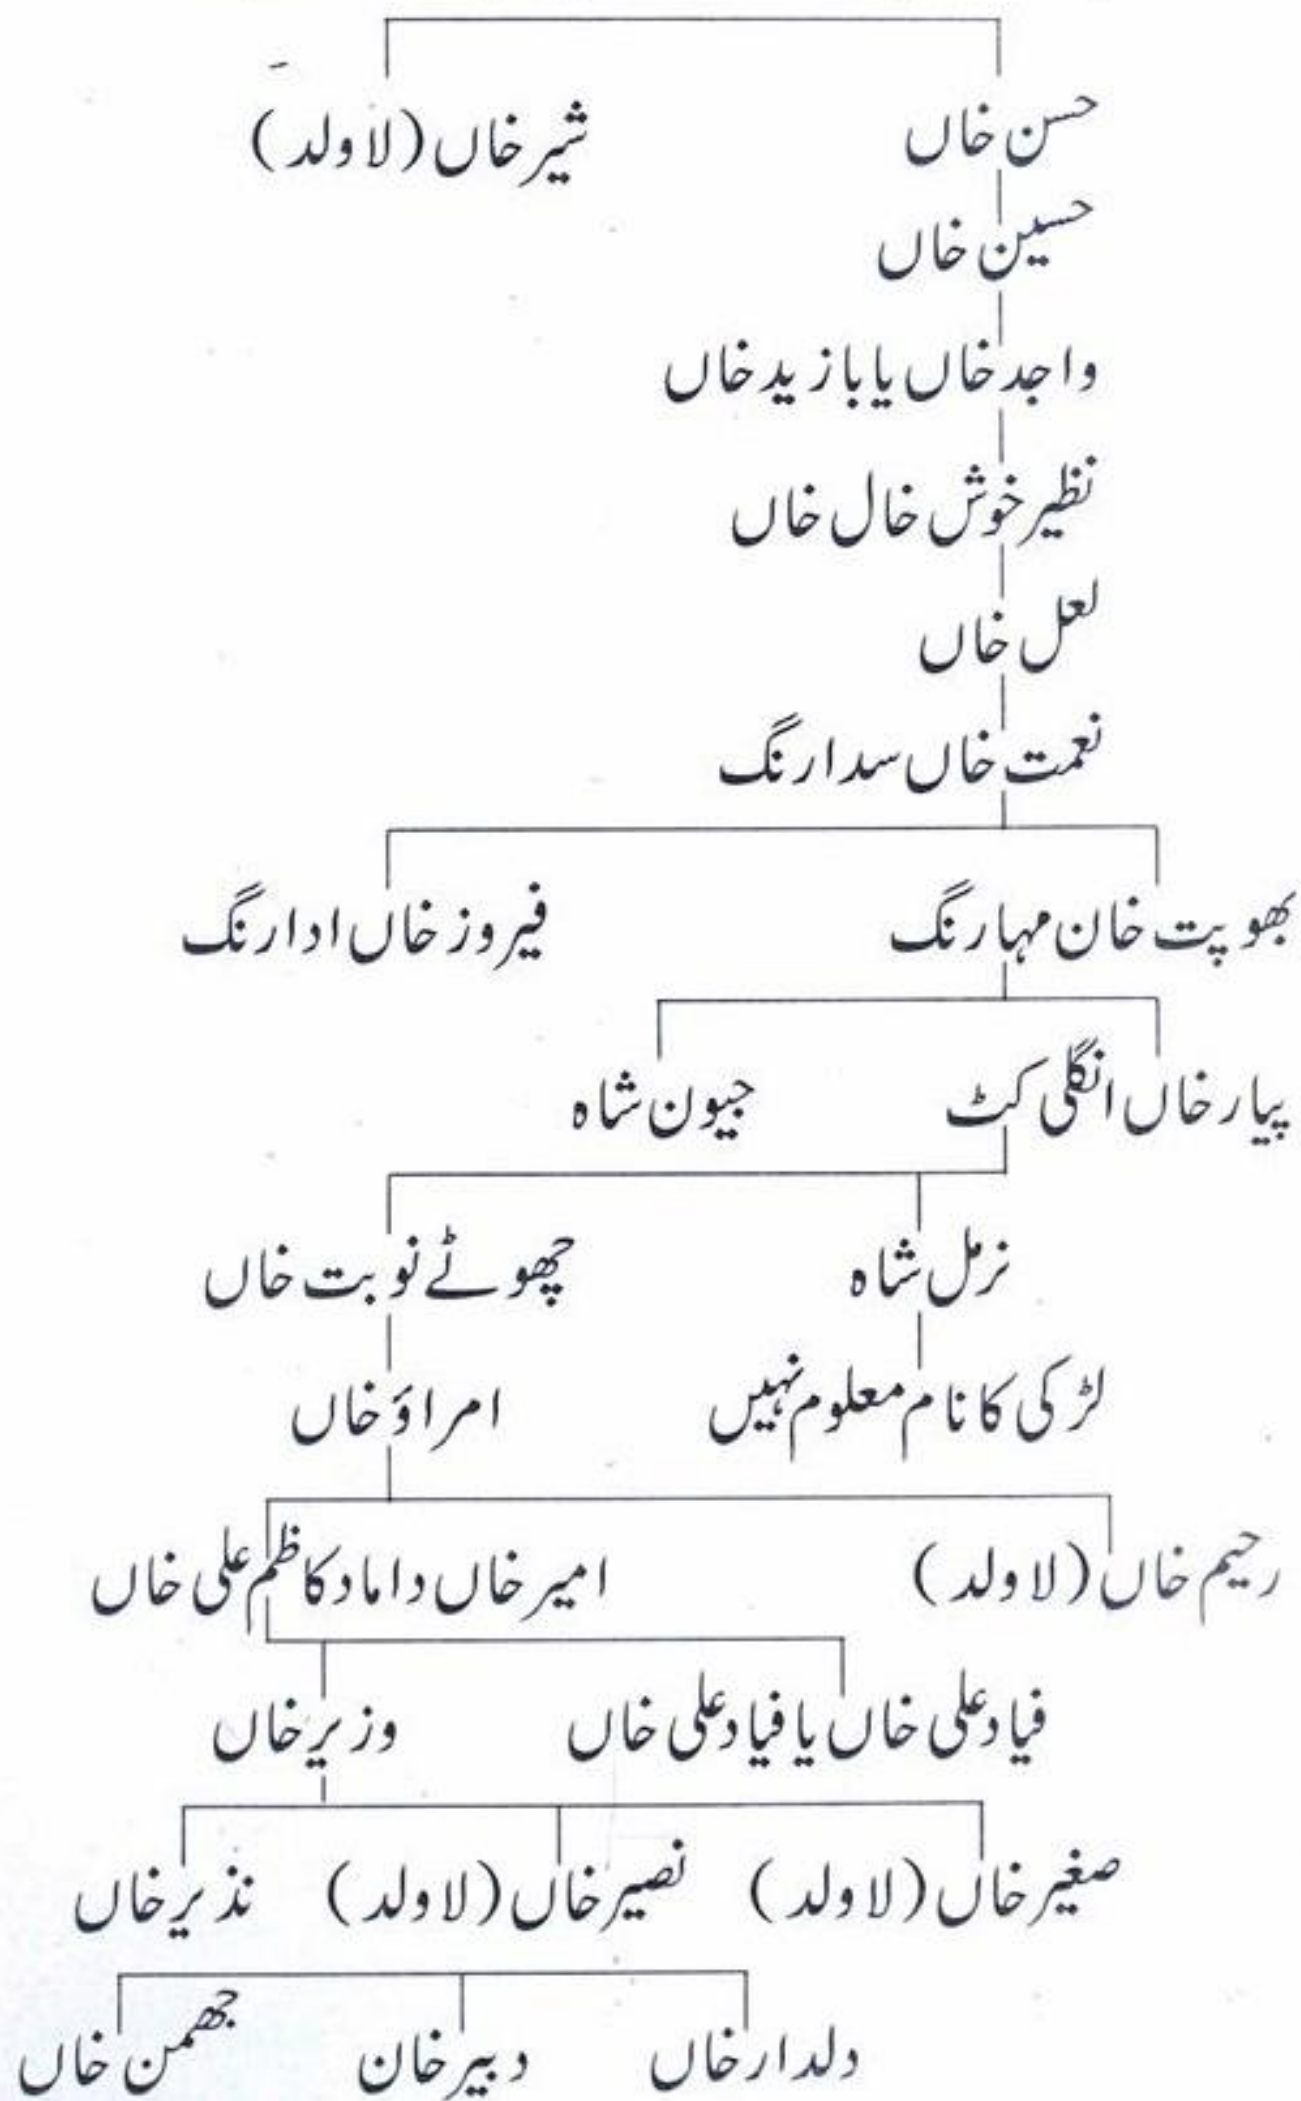 حسن خاں شیر خاں (لاولد)
حسین خاں
واجد خاں یا بازید خاں
نظیر خوش خال خاں
لعل خاں
نعمت خاں سدارنگ
بھوپت خان مہارنگ فیروز خاں ادارنگ
پیار خاں انگلی کٹ جیون شاہ
نرمل شاہ چھوٹے نوبت خاں
لڑکی کا نام معلوم نہیں امراؤ خاں
رحیم خاں (لاولد) امیر خاں داماد کاظم علی خاں
فیاد علی خاں یا فیاد علی خاں وزیر خاں
صغیر خاں (لاولد) نصیر خاں (لاولد) نذیر خاں
دلدار خاں دبیر خان جھمن خاں